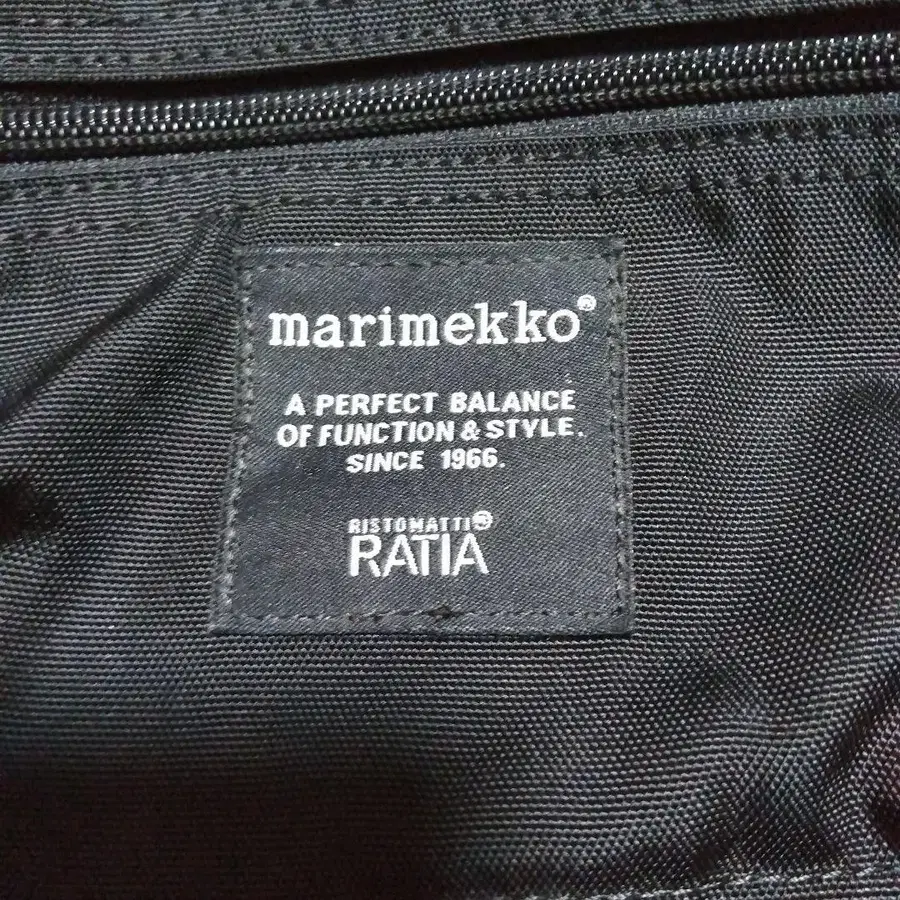 marimekko®
A PERFECT BALANCE
OF FUNCTION & STYLE.
SINCE 1966.
RISTOMATTI®
RATIA